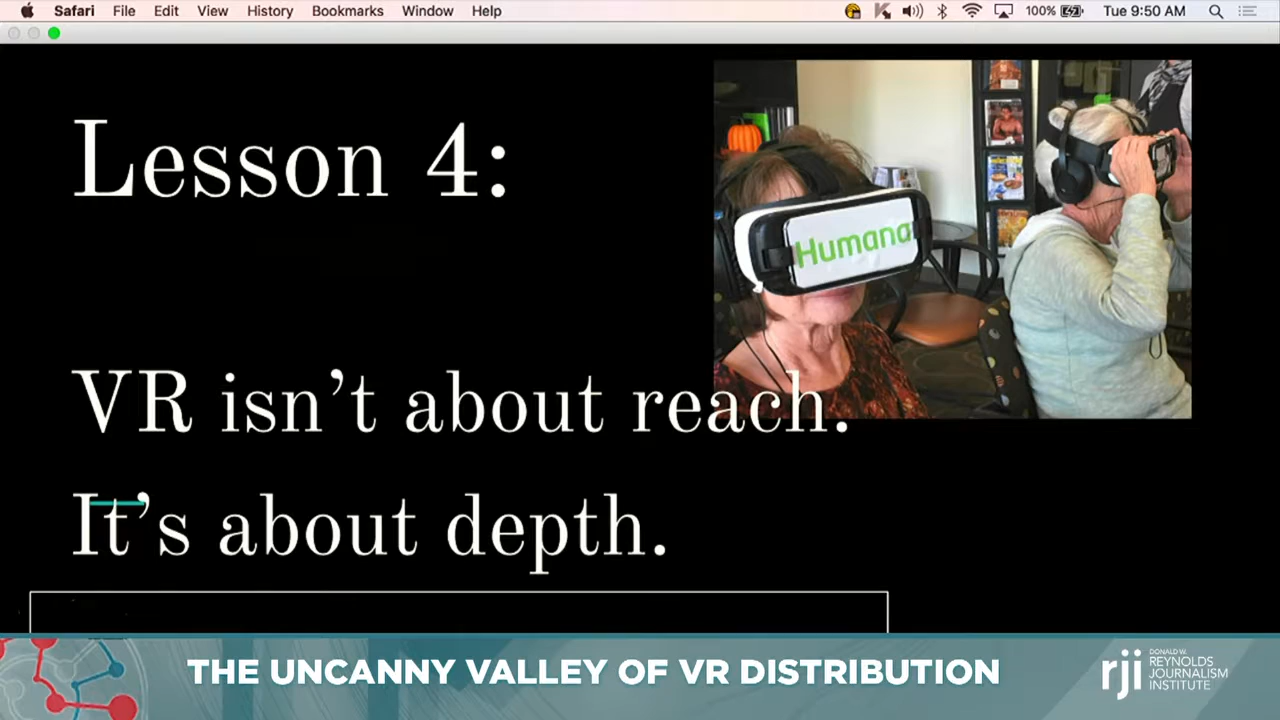 Safari File Edit View History Bookmarks Window Help 100% Tue 9:50 AM
Lesson 4:
Humana
VR isn’t about reach.
It’s about depth.
THE UNCANNY VALLEY OF VR DISTRIBUTION
rji
DONALD W.
REYNOLDS
JOURNALISM
INSTITUTE